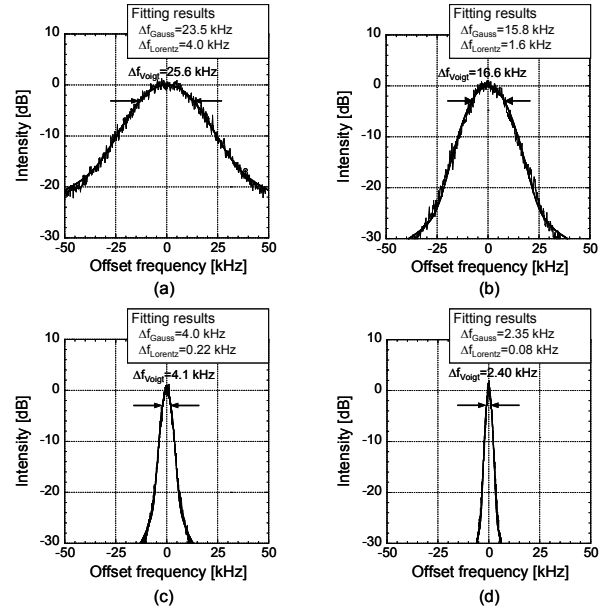 Fitting results
Δf_Gauss=23.5 kHz
Δf_Lorentz=4.0 kHz
Δf_Voigt=25.6 kHz
10
0
-10
-20
-30
Intensity [dB]
-50 -25 0 25 50
Offset frequency [kHz]
(a)
Fitting results
Δf_Gauss=15.8 kHz
Δf_Lorentz=1.6 kHz
Δf_Voigt=16.6 kHz
10
0
-10
-20
-30
Intensity [dB]
-50 -25 0 25 50
Offset frequency [kHz]
(b)
Fitting results
Δf_Gauss=4.0 kHz
Δf_Lorentz=0.22 kHz
Δf_Voigt=4.1 kHz
10
0
-10
-20
-30
Intensity [dB]
-50 -25 0 25 50
Offset frequency [kHz]
(c)
Fitting results
Δf_Gauss=2.35 kHz
Δf_Lorentz=0.08 kHz
Δf_Voigt=2.40 kHz
10
0
-10
-20
-30
Intensity [dB]
-50 -25 0 25 50
Offset frequency [kHz]
(d)